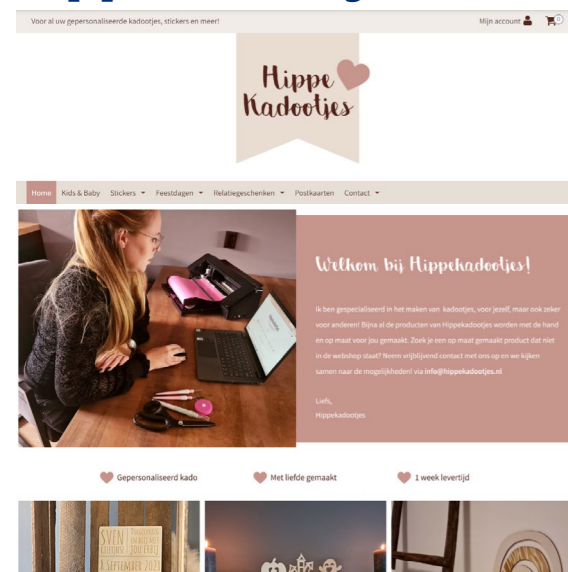 Voor al uw gepersonaliseerde kadootjes, stickers en meer!
Mijn account
0
Hippe
Kadootjes
Home Kids & Baby Stickers Feestdagen Relatiegeschenken Postkaarten Contact
Welkom bij Hippekadootjes!
Ik ben gespecialiseerd in het maken van kadootjes, voor jezelf, maar ook zeker
voor anderen! Bijna al de producten van Hippekadootjes worden met de hand
en op maat voor jou gemaakt. Zoek je een op maat gemaakt product dat niet
in de webshop staat? Neem vrijblijvend contact met ons op en we kijken
samen naar de mogelijkheden! via info@hippekadootjes.nl
Liefs,
Hippekadootjes
Gepersonaliseerd kado Met liefde gemaakt 1 week levertijd
SVEN
8 SEPTEMBER 2021